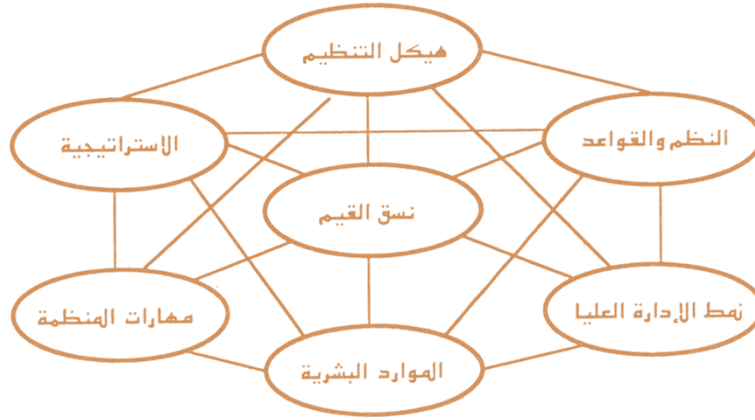 هيكل التنظيم
النظم والقواعد
الاستراتيجية
نسق القيم
نمط الإدارة العليا
مهارات المنظمة
الموارد البشرية